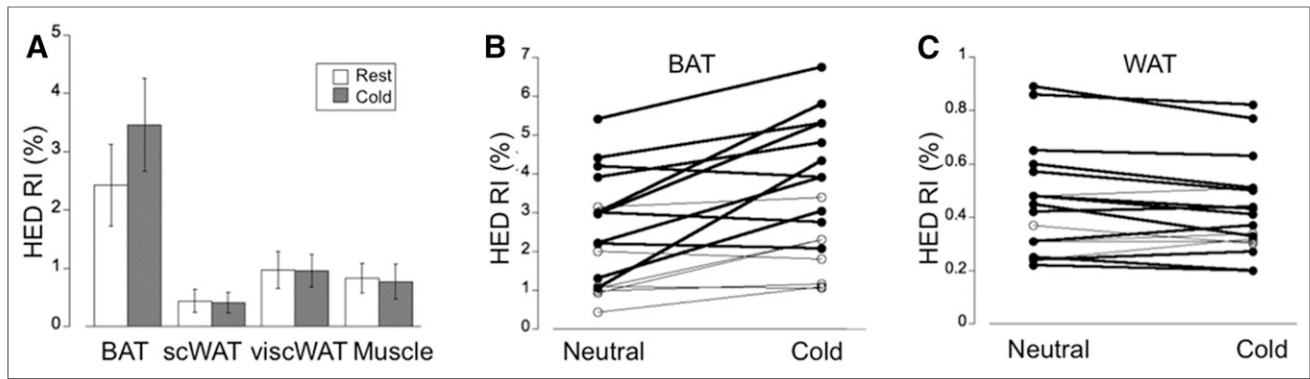 A
HED RI (%)
5
4
3
2
1
0
Rest
Cold
BAT scWAT viscWAT Muscle
B
BAT
HED RI (%)
7
6
5
4
3
2
1
0
Neutral Cold
C
WAT
HED RI (%)
1
0.8
0.6
0.4
0.2
0
Neutral Cold